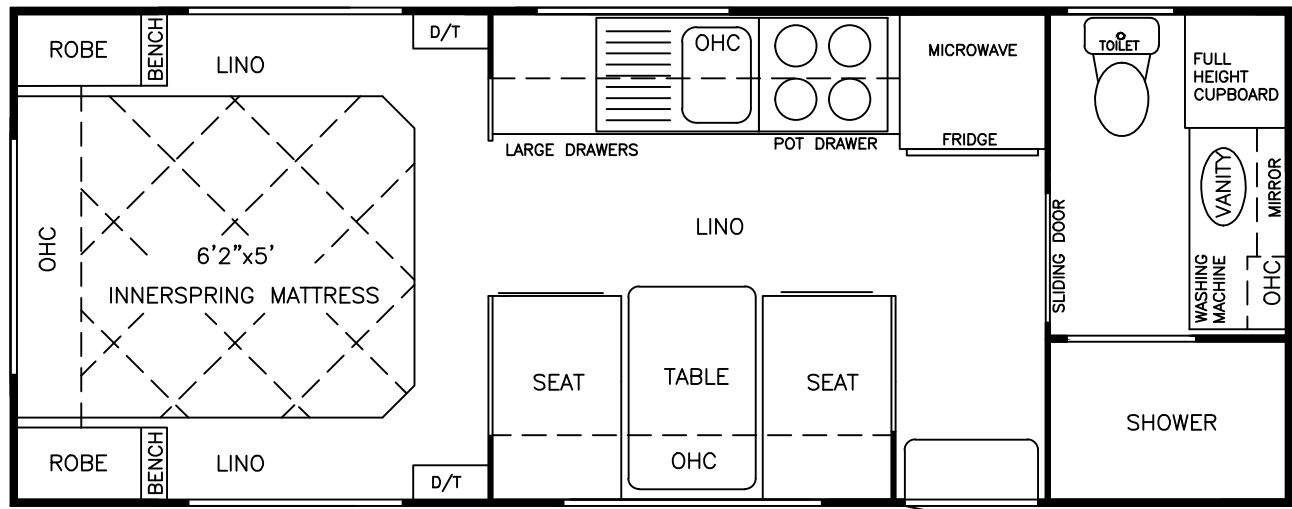 ROBE
BENCH
LINO
D/T
OHC
MICROWAVE
TOILET
FULL
HEIGHT
CUPBOARD
LARGE DRAWERS
POT DRAWER
FRIDGE
OHC
6'2"x5'
INNERSPRING MATTRESS
LINO
SLIDING DOOR
VANITY
MIRROR
WASHING
MACHINE
OHC
SEAT
TABLE
SEAT
OHC
SHOWER
ROBE
BENCH
LINO
D/T